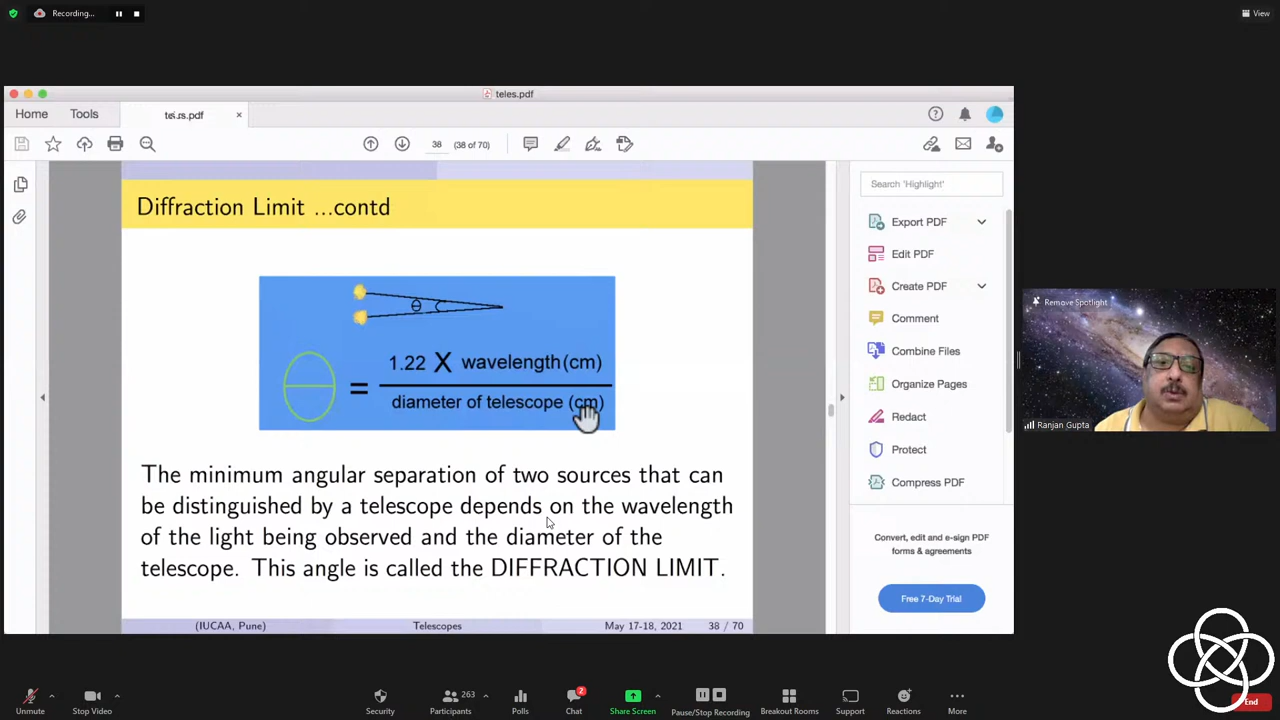 Recording...
View
teles.pdf
Home
Tools
×
38
(38 of 70)
Diffraction Limit ...contd
θ
1.22 X wavelength(cm)
=
diameter of telescope (cm)
The minimum angular separation of two sources that can
be distinguished by a telescope depends on the wavelength
of the light being observed and the diameter of the
telescope. This angle is called the DIFFRACTION LIMIT.
(IUCAA, Pune)
Telescopes
May 17-18, 2021
38 / 70
Search 'Highlight'
Export PDF
Edit PDF
Create PDF
Comment
Combine Files
Organize Pages
Redact
Protect
Compress PDF
Convert, edit and e-sign PDF
forms & agreements
Free 7-Day Trial
Remove Spotlight
Ranjan Gupta
Unmute
Stop Video
Security
263
Participants
Polls
2
Chat
Share Screen
Pause/Stop Recording
Breakout Rooms
Support
Reactions
More
End